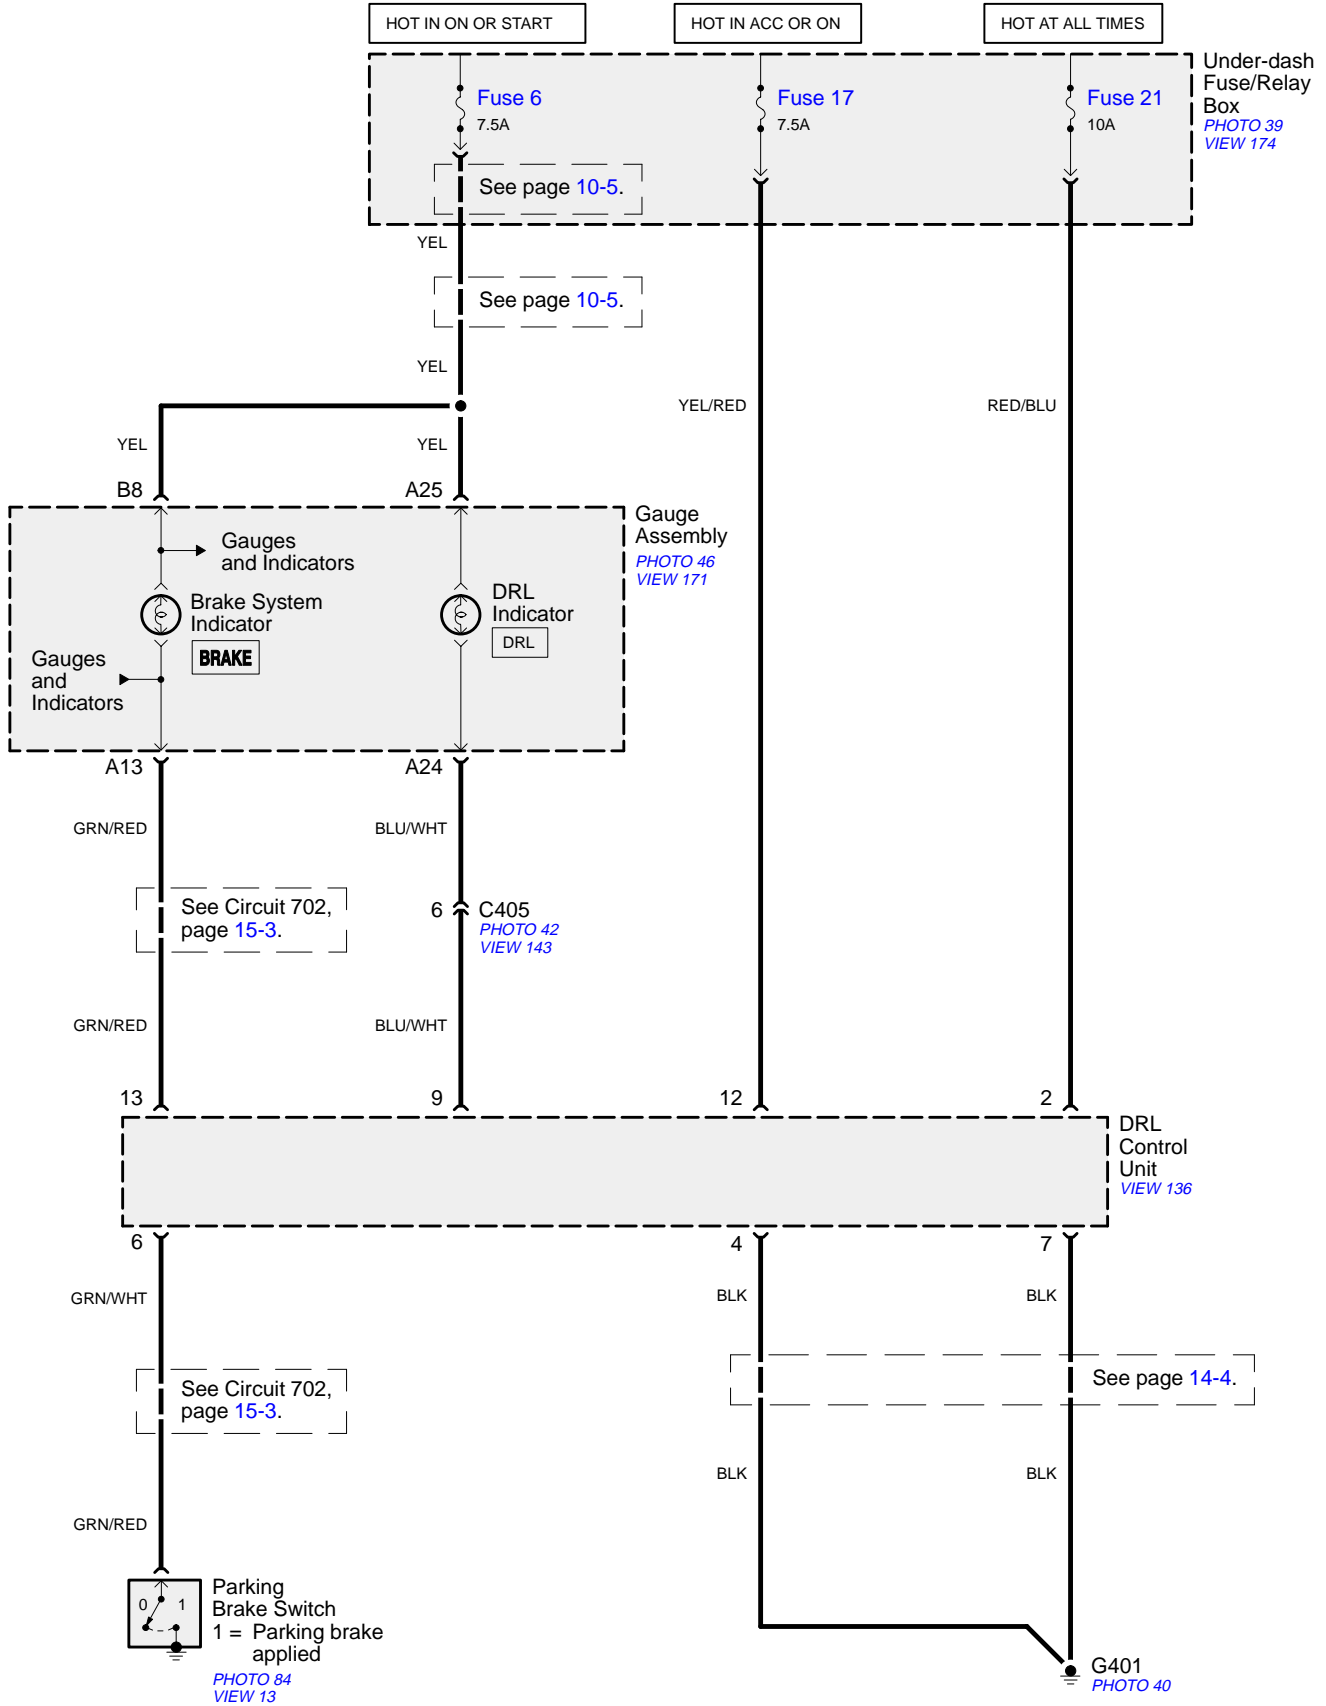 HOT IN ON OR START
HOT IN ACC OR ON
HOT AT ALL TIMES
Under-dash
Fuse/Relay
Box
PHOTO 39
VIEW 174
Fuse 6
7.5A
Fuse 17
7.5A
Fuse 21
10A
See page 10-5.
YEL
See page 10-5.
YEL
YEL/RED
RED/BLU
YEL
YEL
B8
A25
Gauge
Assembly
PHOTO 46
VIEW 171
Gauges
and Indicators
Brake System
Indicator
BRAKE
DRL
Indicator
DRL
Gauges
and
Indicators
A13
A24
GRN/RED
BLU/WHT
See Circuit 702,
page 15-3.
6
C405
PHOTO 42
VIEW 143
GRN/RED
BLU/WHT
13
9
12
2
DRL
Control
Unit
VIEW 136
6
4
7
GRN/WHT
BLK
BLK
See Circuit 702,
page 15-3.
See page 14-4.
BLK
BLK
GRN/RED
0 1
Parking
Brake Switch
1 = Parking brake
applied
PHOTO 84
VIEW 13
G401
PHOTO 40